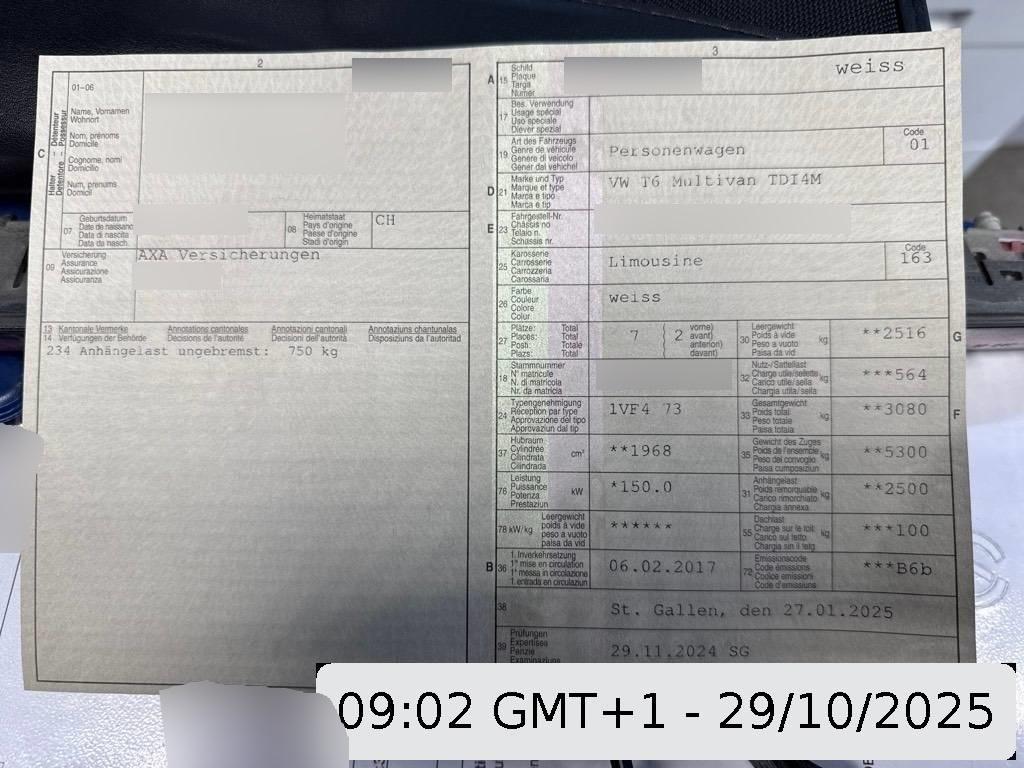 2
01-06
Name, Vornamen
Wohnort
Nom, prénoms
Domicile
Cognome, nomi
Domicilio
Num, prenums
Domicil
C
Halter Détenteur
Detentore Possessur
07 Geburtsdatum
Date de naissanc
Data di nascita
Data da nasch.
08 Heimatstaat
Pays d'origine
Paese d'origine
Stadi d'origin
CH
09 Versicherung
Assurance
Assicurazione
Assicuranza
AXA Versicherungen
13 Kantonale Vermerke Annotations cantonales Annotazioni cantonali Annotaziuns chantunalas
14 Verfügungen der Behörde Décisions de l'autorité Decisioni dell'autorità Disposiziuns da l'autoritad
234 Anhängelast ungebremst: 750 kg
3
A 15 Schild
Plaque
Targa
Numer
weiss
17 Bes. Verwendung
Usage spécial
Uso speciale
Diever spezial
19 Art des Fahrzeugs
Genre de véhicule
Genere di veicolo
Gener dal vehichel
Personenwagen
Code
01
D 21 Marke und Typ
Marque et type
Marca e tipo
Marca e tip
VW T6 Multivan TDI4M
E 23 Fahrgestell-Nr.
Châssis no
Telaio n.
Schassis nr.
25 Karosserie
Carrosserie
Carrozzeria
Carossaria
Limousine
Code
163
26 Farbe
Couleur
Colore
Colur
weiss
27 Plätze: Total
Places: Total
Posti: Totale
Plazs: Total
7 { 2 vorne)
avant)
anteriori)
davant)
30 Leergewicht
Poids à vide
Peso a vuoto
Paisa da vid
kg
**2516
G
18 Stammnummer
N° matricule
N. di matricola
Nr. da matricla
32 Nutz-/Sattellast
Charge utile/sellette
Carico utile/sella
Chargia utila/sella
kg
***564
24 Typengenehmigung
Réception par type
Approvazione del tipo
Approvaziun dal tip
1VF4 73
33 Gesamtgewicht
Poids total
Peso totale
Paisa totala
kg
**3080
F
37 Hubraum
Cylindrée
Cilindrata
Cilindrada
cm³
**1968
35 Gewicht des Zuges
Poids de l'ensemble
Peso del convoglio
Paisa cumposiziun
kg
**5300
76 Leistung
Puissance
Potenza
Prestaziun
kW
*150.0
31 Anhängelast
Poids remorquable
Carico rimorchiato
Chargia annexa
kg
**2500
78 kW/kg Leergewicht
poids à vide
peso a vuoto
paisa da vid
******
55 Dachlast
Charge sur le toit
Carico sul tetto
Chargia sin il tetg
kg
***100
B 36 1. Inverkehrsetzung
1re mise en circulation
1a messa in circolazione
1. entrada en circulaziun
06.02.2017
72 Emissionscode
Code émissions
Codice emissioni
Code d'emissiuns
***B6b
38
St. Gallen, den 27.01.2025
39 Prüfungen
Expertises
Perizie
Examinaziuns
29.11.2024 SG
09:02 GMT+1 - 29/10/2025